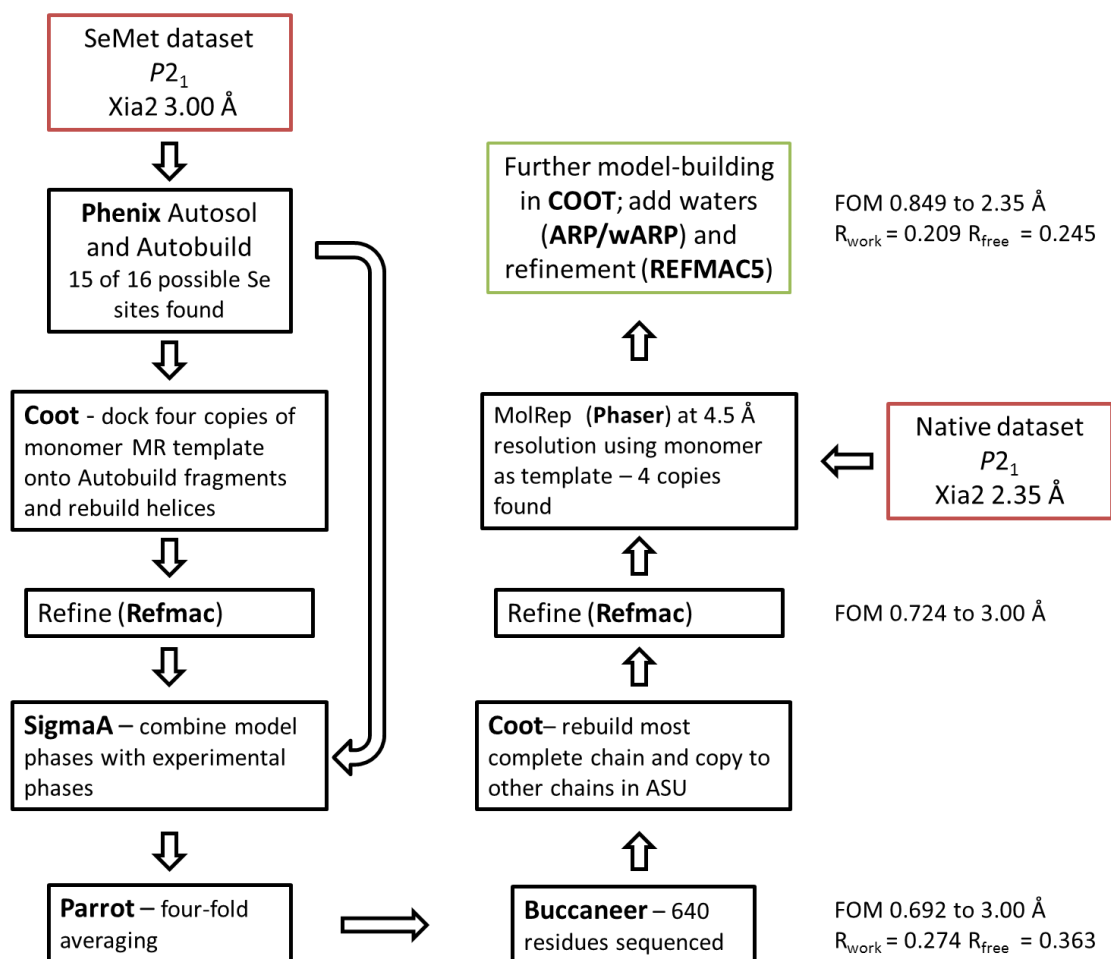 SeMet dataset
P2₁
Xia2 3.00 Å
Phenix Autosol
and Autobuild
15 of 16 possible Se
sites found
Coot - dock four copies of
monomer MR template
onto Autobuild fragments
and rebuild helices
Refine (Refmac)
SigmaA – combine model
phases with experimental
phases
Parrot – four-fold
averaging
Buccaneer – 640
residues sequenced
FOM 0.692 to 3.00 Å
Rwork = 0.274 Rfree = 0.363
Coot– rebuild most
complete chain and copy to
other chains in ASU
Refine (Refmac)
FOM 0.724 to 3.00 Å
MolRep (Phaser) at 4.5 Å
resolution using monomer
as template – 4 copies
found
Native dataset
P2₁
Xia2 2.35 Å
Further model-building
in COOT; add waters
(ARP/wARP) and
refinement (REFMAC5)
FOM 0.849 to 2.35 Å
Rwork = 0.209 Rfree = 0.245